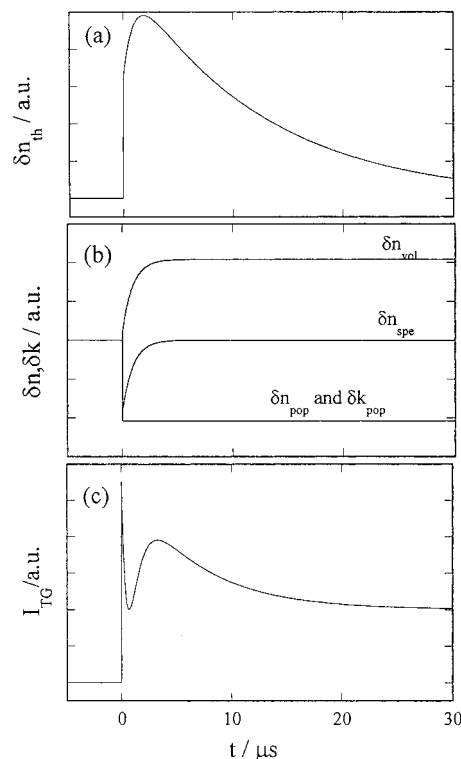 (a)
δn_th / a.u.
(b)
δn_vol
δn_spe
δn_pop and δk_pop
δn,δk / a.u.
(c)
I_TG /a.u.
0 10 20 30
t / μs